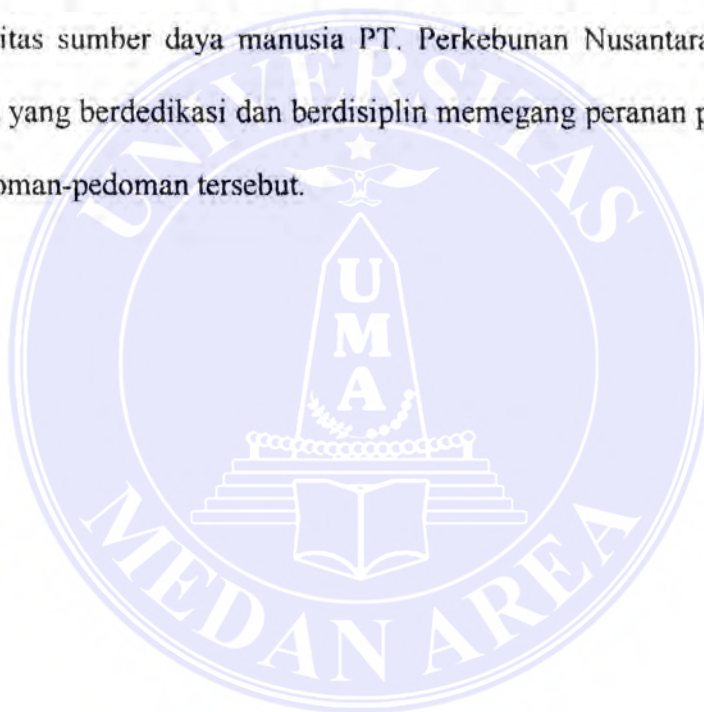 itas sumber daya manusia PT. Perkebunan Nusantara
yang berdedikasi dan berdisiplin memegang peranan p
oman-pedoman tersebut.
UNIVERSITAS
U
M
A
MEDAN AREA